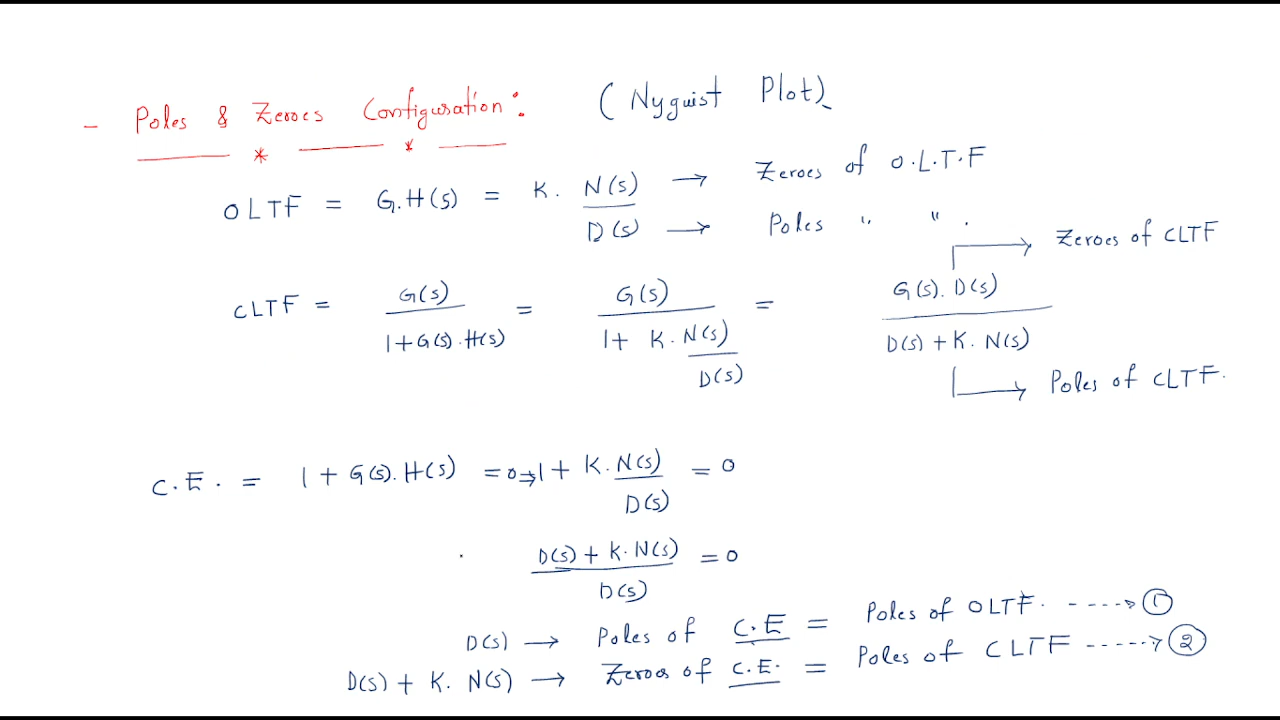 - Poles & Zeroes Configuration: (Nyquist Plot)
OLTF = G.H(s) = K. N(s)/D(s) → Zeroes of O.L.T.F
→ Poles " " .
CLTF = G(s)/1+G(s).H(s) = G(s)/1+ K.N(s)/D(s) = G(s).D(s)/D(s)+K.N(s)
→ Zeroes of CLTF
→ Poles of CLTF.
C.E. = 1+G(s).H(s) =0⇒1+ K.N(s)/D(s) =0
D(s)+K.N(s)/D(s) =0
D(s) → Poles of C.E = Poles of OLTF. ----> ①
D(s)+K. N(s) → Zeroes of C.E. = Poles of CLTF -----> ②